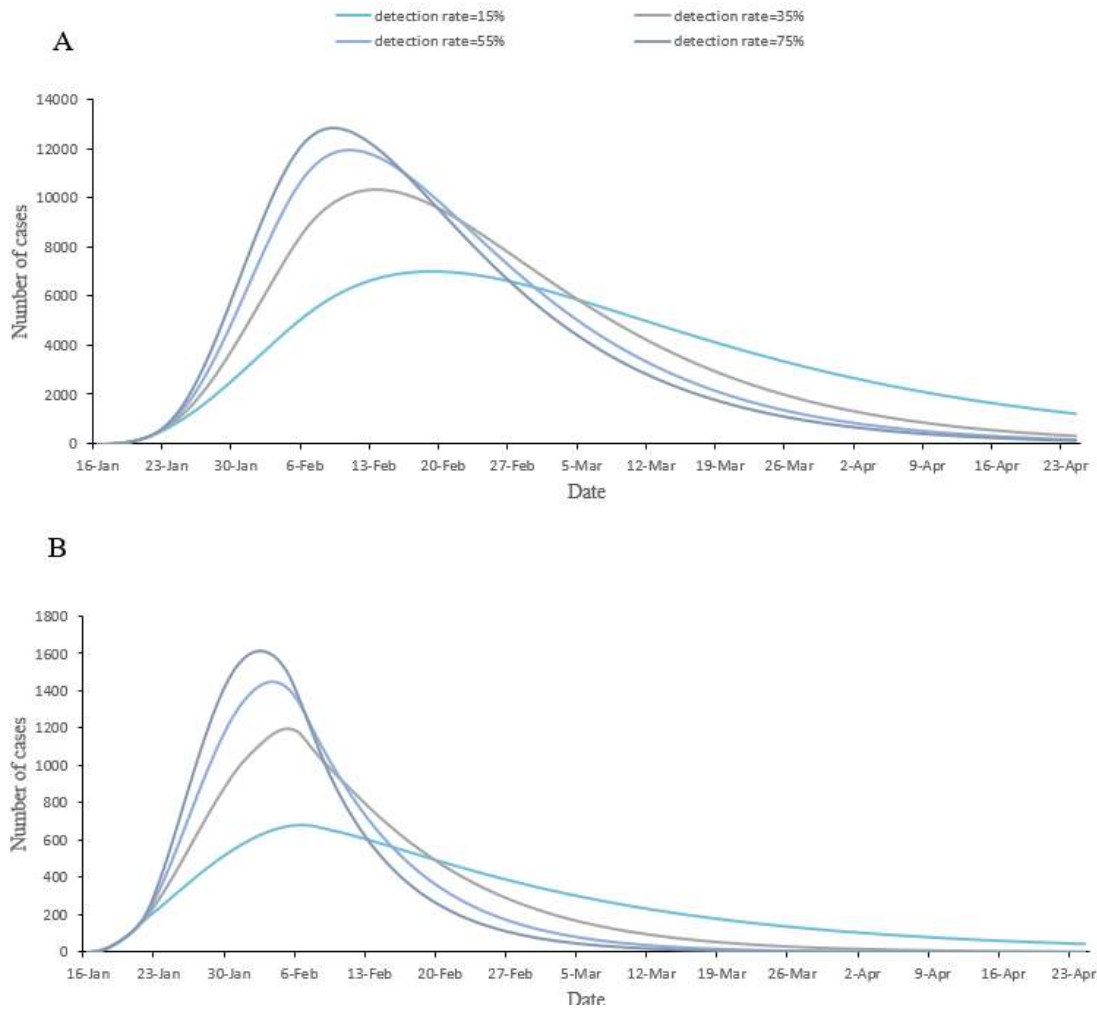 detection rate=15% detection rate=35%
detection rate=55% detection rate=75%
A
14000
12000
10000
8000
6000
4000
2000
0
Number of cases
16-Jan 23-Jan 30-Jan 6-Feb 13-Feb 20-Feb 27-Feb 5-Mar 12-Mar 19-Mar 26-Mar 2-Apr 9-Apr 16-Apr 23-Apr
Date
B
1800
1600
1400
1200
1000
800
600
400
200
0
Number of cases
16-Jan 23-Jan 30-Jan 6-Feb 13-Feb 20-Feb 27-Feb 5-Mar 12-Mar 19-Mar 26-Mar 2-Apr 9-Apr 16-Apr 23-Apr
Date